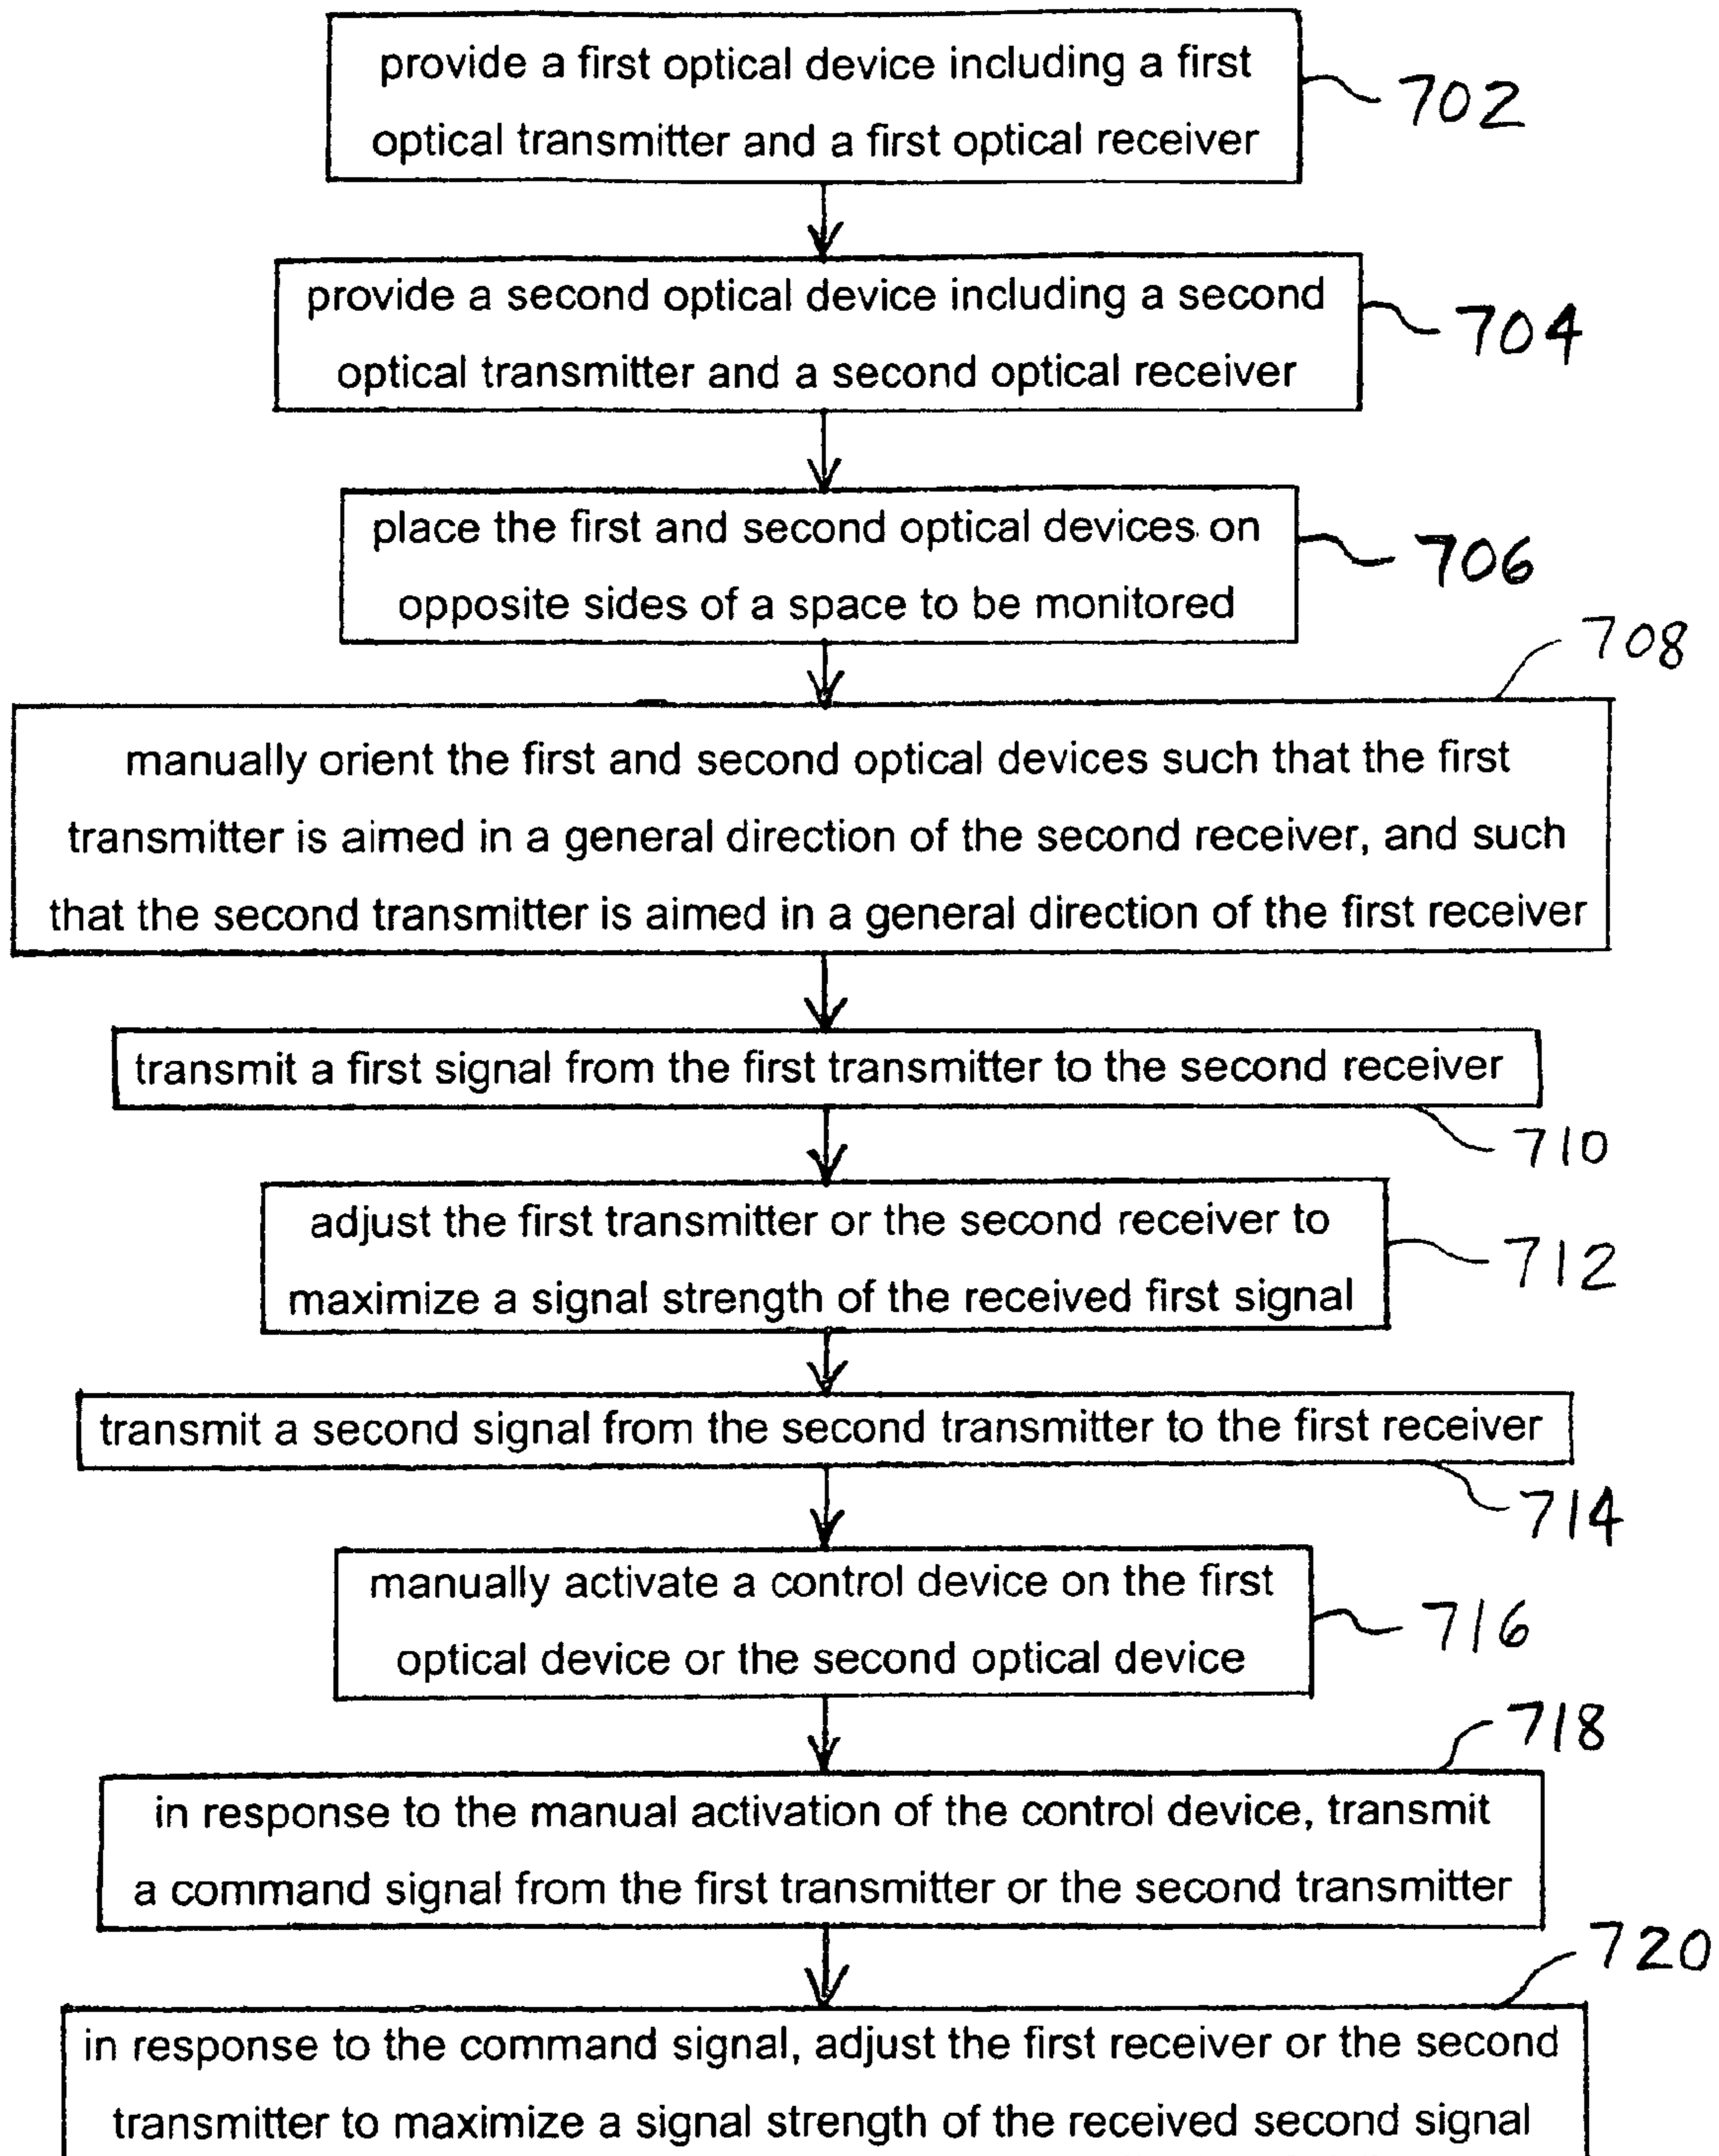 provide a first optical device including a first
optical transmitter and a first optical receiver
702
provide a second optical device including a second
optical transmitter and a second optical receiver
704
place the first and second optical devices on
opposite sides of a space to be monitored
706
708
manually orient the first and second optical devices such that the first
transmitter is aimed in a general direction of the second receiver, and such
that the second transmitter is aimed in a general direction of the first receiver
transmit a first signal from the first transmitter to the second receiver
710
adjust the first transmitter or the second receiver to
maximize a signal strength of the received first signal
712
transmit a second signal from the second transmitter to the first receiver
714
manually activate a control device on the first
optical device or the second optical device
716
718
in response to the manual activation of the control device, transmit
a command signal from the first transmitter or the second transmitter
720
in response to the command signal, adjust the first receiver or the second
transmitter to maximize a signal strength of the received second signal